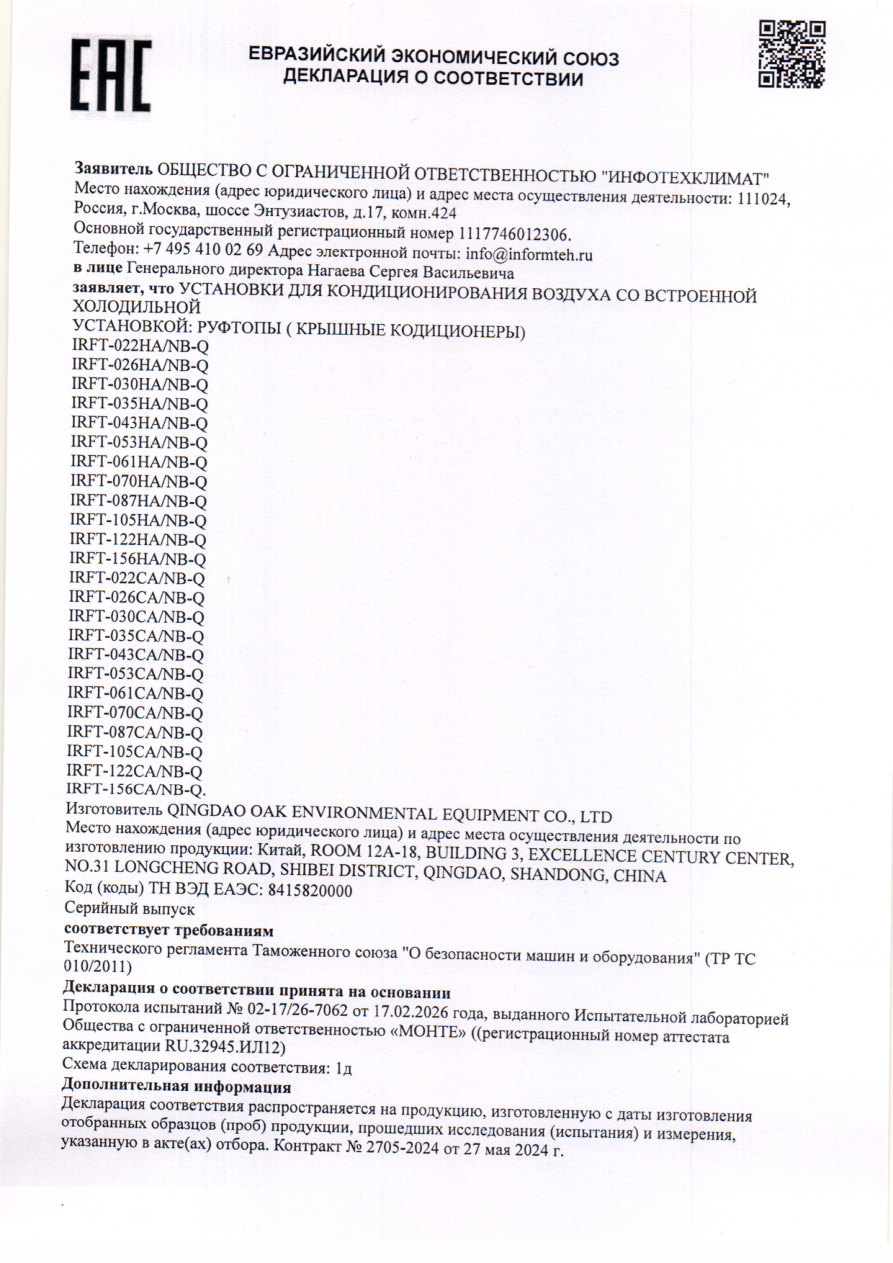 ЕАС
ЕВРАЗИЙСКИЙ ЭКОНОМИЧЕСКИЙ СОЮЗ
ДЕКЛАРАЦИЯ О СООТВЕТСТВИИ
Заявитель ОБЩЕСТВО С ОГРАНИЧЕННОЙ ОТВЕТСТВЕННОСТЬЮ "ИНФОТЕХКЛИМАТ"
Место нахождения (адрес юридического лица) и адрес места осуществления деятельности: 111024,
Россия, г.Москва, шоссе Энтузиастов, д.17, комн.424
Основной государственный регистрационный номер 1117746012306.
Телефон: +7 495 410 02 69 Адрес электронной почты: info@informteh.ru
в лице Генерального директора Нагаева Сергея Васильевича
заявляет, что УСТАНОВКИ ДЛЯ КОНДИЦИОНИРОВАНИЯ ВОЗДУХА СО ВСТРОЕННОЙ
ХОЛОДИЛЬНОЙ
УСТАНОВКОЙ: РУФТОПЫ ( КРЫШНЫЕ КОДИЦИОНЕРЫ)
IRFT-022HA/NB-Q
IRFT-026HA/NB-Q
IRFT-030HA/NB-Q
IRFT-035HA/NB-Q
IRFT-043HA/NB-Q
IRFT-053HA/NB-Q
IRFT-061HA/NB-Q
IRFT-070HA/NB-Q
IRFT-087HA/NB-Q
IRFT-105HA/NB-Q
IRFT-122HA/NB-Q
IRFT-156HA/NB-Q
IRFT-022CA/NB-Q
IRFT-026CA/NB-Q
IRFT-030CA/NB-Q
IRFT-035CA/NB-Q
IRFT-043CA/NB-Q
IRFT-053CA/NB-Q
IRFT-061CA/NB-Q
IRFT-070CA/NB-Q
IRFT-087CA/NB-Q
IRFT-105CA/NB-Q
IRFT-122CA/NB-Q
IRFT-156CA/NB-Q.
Изготовитель QINGDAO OAK ENVIRONMENTAL EQUIPMENT CO., LTD
Место нахождения (адрес юридического лица) и адрес места осуществления деятельности по
изготовлению продукции: Китай, ROOM 12A-18, BUILDING 3, EXCELLENCE CENTURY CENTER,
NO.31 LONGCHENG ROAD, SHIBEI DISTRICT, QINGDAO, SHANDONG, CHINA
Код (коды) ТН ВЭД ЕАЭС: 8415820000
Серийный выпуск
соответствует требованиям
Технического регламента Таможенного союза "О безопасности машин и оборудования" (ТР ТС
010/2011)
Декларация о соответствии принята на основании
Протокола испытаний № 02-17/26-7062 от 17.02.2026 года, выданного Испытательной лабораторией
Общества с ограниченной ответственностью «МОНТЕ» ((регистрационный номер аттестата
аккредитации RU.32945.ИЛ12)
Схема декларирования соответствия: 1д
Дополнительная информация
Декларация соответствия распространяется на продукцию, изготовленную с даты изготовления
отобранных образцов (проб) продукции, прошедших исследования (испытания) и измерения,
указанную в акте(ах) отбора. Контракт № 2705-2024 от 27 мая 2024 г.